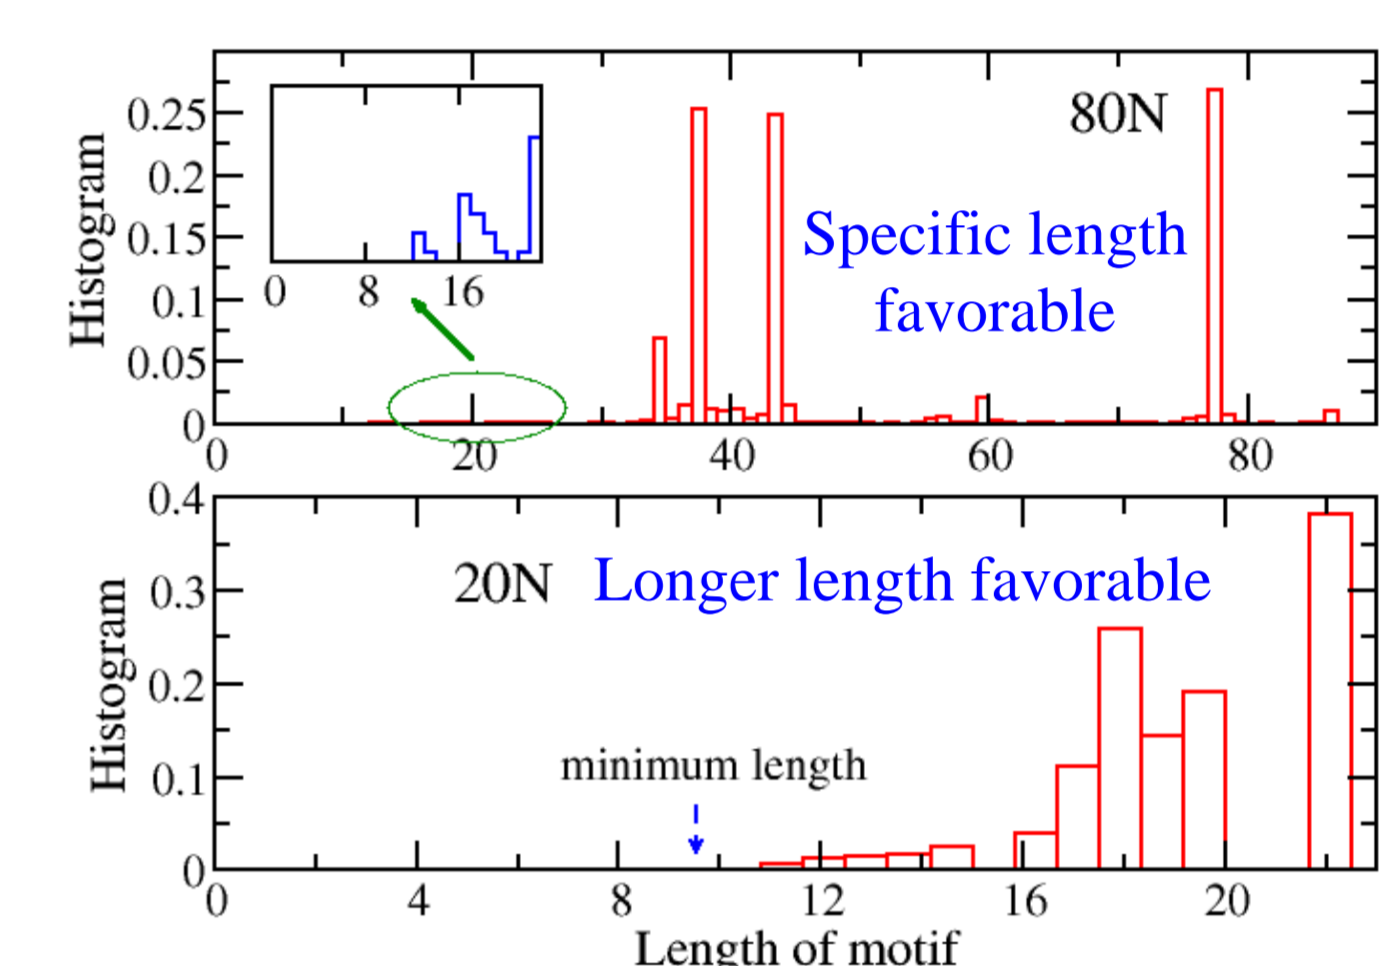 Histogram
0.25
0.2
0.15
0.1
0.05
0
0 8 16
80N
Specific length
favorable
0 20 40 60 80
Histogram
0.4
0.3
0.2
0.1
0
20N Longer length favorable
minimum length
0 4 8 12 16 20
Length of motif